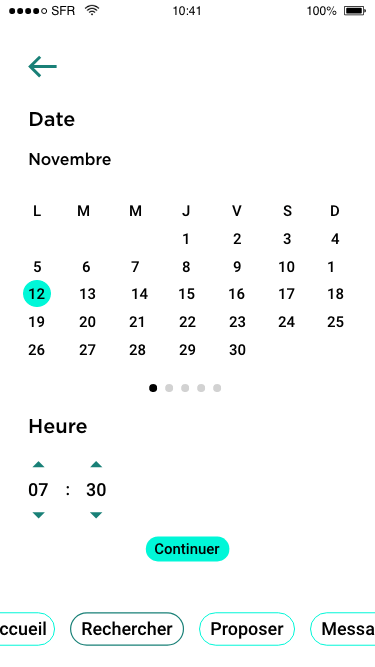 SFR 10:41 100%
Date
Novembre
L M M J V S D
1 2 3 4
5 6 7 8 9 10 1
12 13 14 15 16 17 18
19 20 21 22 23 24 25
26 27 28 29 30
Heure
07 : 30
Continuer
ccueil Rechercher Proposer Messa